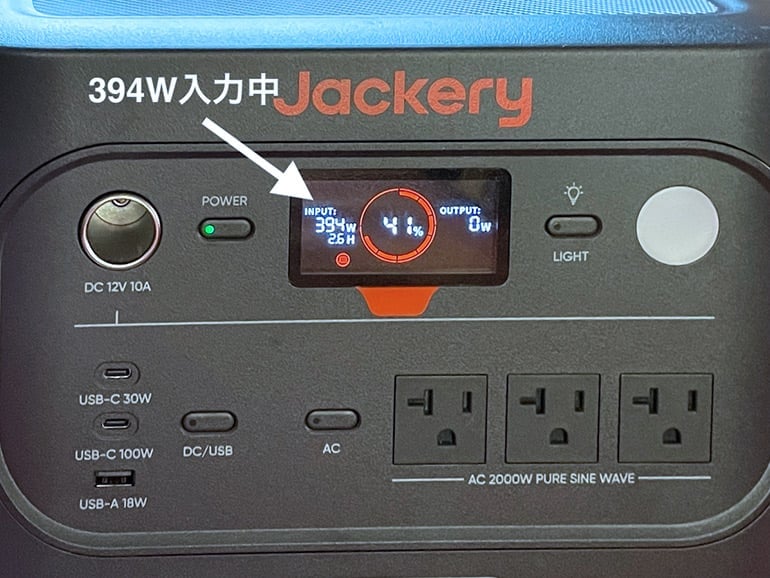 394W入力中
Jackery
POWER
INPUT:
394W
2.6H
41%
OUTPUT:
0W
LIGHT
DC 12V 10A
USB-C 30W
USB-C 100W
USB-A 18W
DC/USB
AC
AC 2000W PURE SINE WAVE